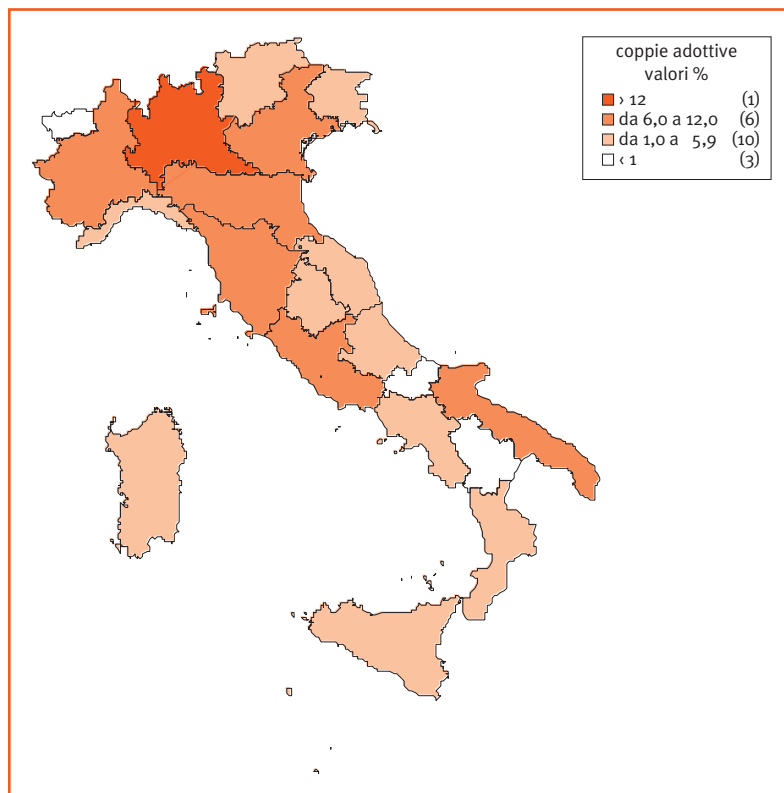 coppie adottive
valori %
› 12 (1)
da 6,0 a 12,0 (6)
da 1,0 a 5,9 (10)
‹ 1 (3)